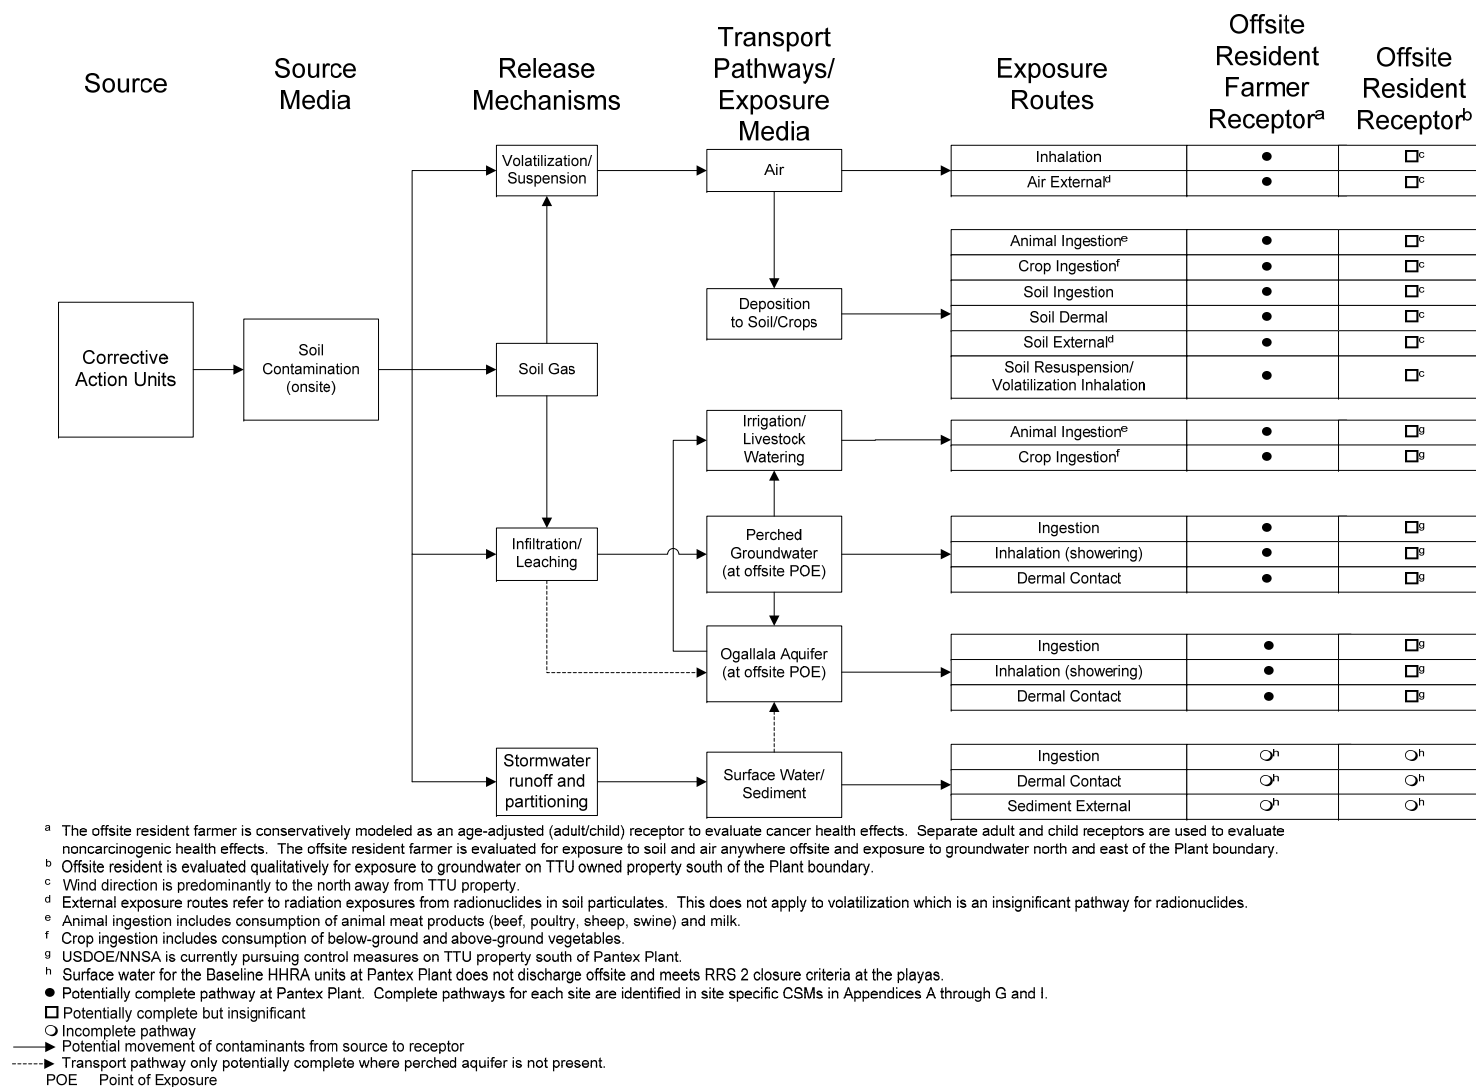 Source
Source
Media
Release
Mechanisms
Transport
Pathways/
Exposure
Media
Exposure
Routes
Offsite
Resident
Farmer
Receptorᵃ
Offsite
Resident
Receptorᵇ
Corrective
Action Units
Soil
Contamination
(onsite)
Volatilization/
Suspension
Soil Gas
Infiltration/
Leaching
Stormwater
runoff and
partitioning
Air
Deposition
to Soil/Crops
Irrigation/
Livestock
Watering
Perched
Groundwater
(at offsite POE)
Ogallala Aquifer
(at offsite POE)
Surface Water/
Sediment
Inhalation ● □ᶜ
Air Externalᵈ ● □ᶜ
Animal Ingestionᵉ ● □ᶜ
Crop Ingestionᶠ ● □ᶜ
Soil Ingestion ● □ᶜ
Soil Dermal ● □ᶜ
Soil Externalᵈ ● □ᶜ
Soil Resuspension/
Volatilization Inhalation ● □ᶜ
Animal Ingestionᵉ ● □ᵍ
Crop Ingestionᶠ ● □ᵍ
Ingestion ● □ᵍ
Inhalation (showering) ● □ᵍ
Dermal Contact ● □ᵍ
Ingestion ● □ᵍ
Inhalation (showering) ● □ᵍ
Dermal Contact ● □ᵍ
Ingestion ○ʰ ○ʰ
Dermal Contact ○ʰ ○ʰ
Sediment External ○ʰ ○ʰ
ᵃ The offsite resident farmer is conservatively modeled as an age-adjusted (adult/child) receptor to evaluate cancer health effects. Separate adult and child receptors are used to evaluate
noncarcinogenic health effects. The offsite resident farmer is evaluated for exposure to soil and air anywhere offsite and exposure to groundwater north and east of the Plant boundary.
ᵇ Offsite resident is evaluated qualitatively for exposure to groundwater on TTU owned property south of the Plant boundary.
ᶜ Wind direction is predominantly to the north away from TTU property.
ᵈ External exposure routes refer to radiation exposures from radionuclides in soil particulates. This does not apply to volatilization which is an insignificant pathway for radionuclides.
ᵉ Animal ingestion includes consumption of animal meat products (beef, poultry, sheep, swine) and milk.
ᶠ Crop ingestion includes consumption of below-ground and above-ground vegetables.
ᵍ USDOE/NNSA is currently pursuing control measures on TTU property south of Pantex Plant.
ʰ Surface water for the Baseline HHRA units at Pantex Plant does not discharge offsite and meets RRS 2 closure criteria at the playas.
● Potentially complete pathway at Pantex Plant. Complete pathways for each site are identified in site specific CSMs in Appendices A through G and I.
□ Potentially complete but insignificant
○ Incomplete pathway
Potential movement of contaminants from source to receptor
Transport pathway only potentially complete where perched aquifer is not present.
POE Point of Exposure